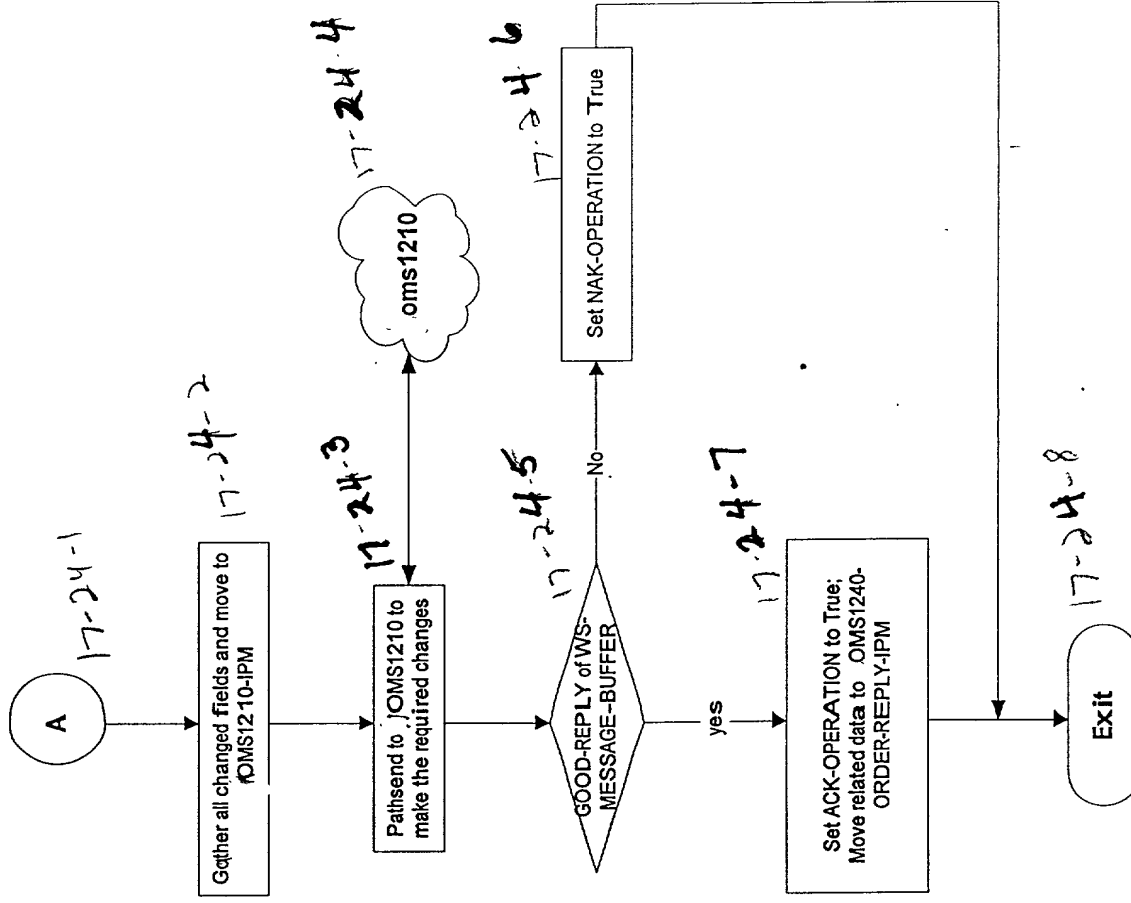 A
17-24-1
17-24-2
Gather all changed fields and move to
OMS1210-IPM
17-24-3
17-24-4
Pathsend to OMS1210 to
make the required changes
oms1210
17-24-5
GOOD-REPLY of WS-
MESSAGE-BUFFER
No
17-24-6
Set NAK-OPERATION to True
yes
17-24-7
Set ACK-OPERATION to True;
Move related data to OMS1240-
ORDER-REPLY-IPM
17-24-8
Exit